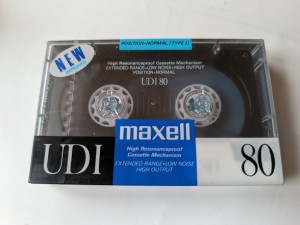 POSITION•NORMAL (TYPE I)
NEW
High Resonanceproof Cassette Mechanism
EXTENDED RANGE•LOW NOISE•HIGH OUTPUT
POSITION•NORMAL
UDI 80
maxell
UDI
High Resonanceproof
Cassette Mechanism
80
EXTENDED RANGE•LOW NOISE
HIGH OUTPUT